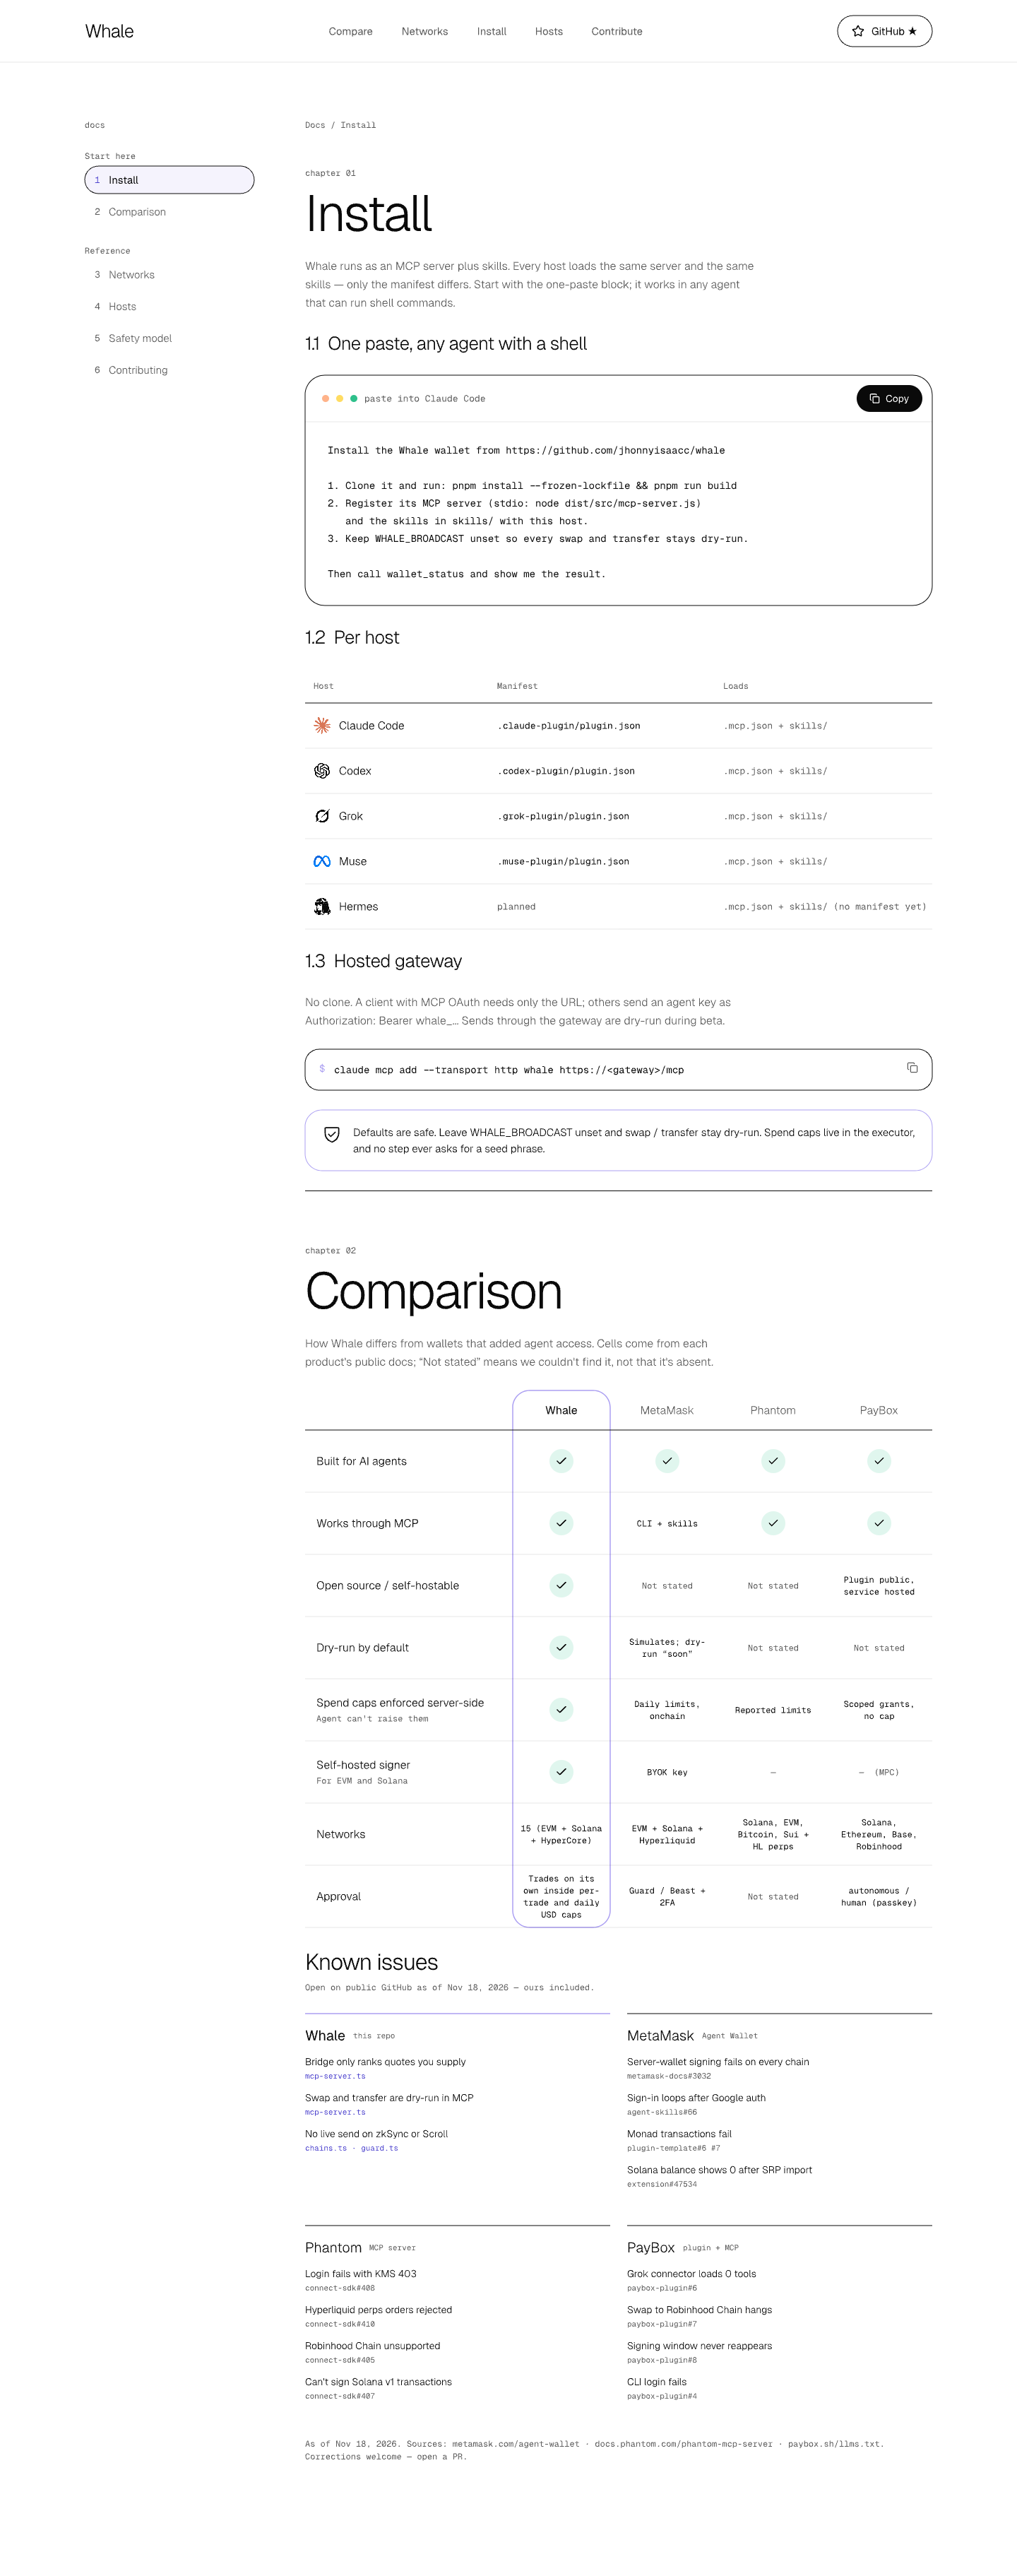 Whale
Compare
Networks
Install
Hosts
Contribute
GitHub ★
docs
Start here
1 Install
2 Comparison
Reference
3 Networks
4 Hosts
5 Safety model
6 Contributing
Docs / Install
chapter 01
Install
Whale runs as an MCP server plus skills. Every host loads the same server and the same
skills — only the manifest differs. Start with the one-paste block; it works in any agent
that can run shell commands.
1.1 One paste, any agent with a shell
paste into Claude Code
Copy
Install the Whale wallet from https://github.com/jhonnyisaacc/whale
1. Clone it and run: pnpm install --frozen-lockfile && pnpm run build
2. Register its MCP server (stdio: node dist/src/mcp-server.js)
and the skills in skills/ with this host.
3. Keep WHALE_BROADCAST unset so every swap and transfer stays dry-run.
Then call wallet_status and show me the result.
1.2 Per host
Host Manifest Loads
Claude Code .claude-plugin/plugin.json .mcp.json + skills/
Codex .codex-plugin/plugin.json .mcp.json + skills/
Grok .grok-plugin/plugin.json .mcp.json + skills/
Muse .muse-plugin/plugin.json .mcp.json + skills/
Hermes planned .mcp.json + skills/ (no manifest yet)
1.3 Hosted gateway
No clone. A client with MCP OAuth needs only the URL; others send an agent key as
Authorization: Bearer whale_… Sends through the gateway are dry-run during beta.
$ claude mcp add --transport http whale https://<gateway>/mcp
Defaults are safe. Leave WHALE_BROADCAST unset and swap / transfer stay dry-run. Spend caps live in the executor,
and no step ever asks for a seed phrase.
chapter 02
Comparison
How Whale differs from wallets that added agent access. Cells come from each
product's public docs; “Not stated” means we couldn't find it, not that it's absent.
Whale MetaMask Phantom PayBox
Built for AI agents
Works through MCP
CLI + skills
Open source / self-hostable
Not stated
Not stated
Plugin public,
service hosted
Dry-run by default
Simulates; dry-
run “soon”
Not stated
Not stated
Spend caps enforced server-side
Agent can't raise them
Daily limits,
onchain
Reported limits
Scoped grants,
no cap
Self-hosted signer
For EVM and Solana
BYOK key
—
— (MPC)
Networks
15 (EVM + Solana
+ HyperCore)
EVM + Solana +
Hyperliquid
Solana, EVM,
Bitcoin, Sui +
HL perps
Solana,
Ethereum, Base,
Robinhood
Approval
Trades on its
own inside per-
trade and daily
USD caps
Guard / Beast +
2FA
Not stated
autonomous /
human (passkey)
Known issues
Open on public GitHub as of Nov 18, 2026 — ours included.
Whale this repo
Bridge only ranks quotes you supply
mcp-server.ts
Swap and transfer are dry-run in MCP
mcp-server.ts
No live send on zkSync or Scroll
chains.ts · guard.ts
MetaMask Agent Wallet
Server-wallet signing fails on every chain
metamask-docs#3032
Sign-in loops after Google auth
agent-skills#66
Monad transactions fail
plugin-template#6 #7
Solana balance shows 0 after SRP import
extension#47534
Phantom MCP server
Login fails with KMS 403
connect-sdk#408
Hyperliquid perps orders rejected
connect-sdk#410
Robinhood Chain unsupported
connect-sdk#405
Can't sign Solana v1 transactions
connect-sdk#407
PayBox plugin + MCP
Grok connector loads 0 tools
paybox-plugin#6
Swap to Robinhood Chain hangs
paybox-plugin#7
Signing window never reappears
paybox-plugin#8
CLI login fails
paybox-plugin#4
As of Nov 18, 2026. Sources: metamask.com/agent-wallet · docs.phantom.com/phantom-mcp-server · paybox.sh/llms.txt.
Corrections welcome — open a PR.